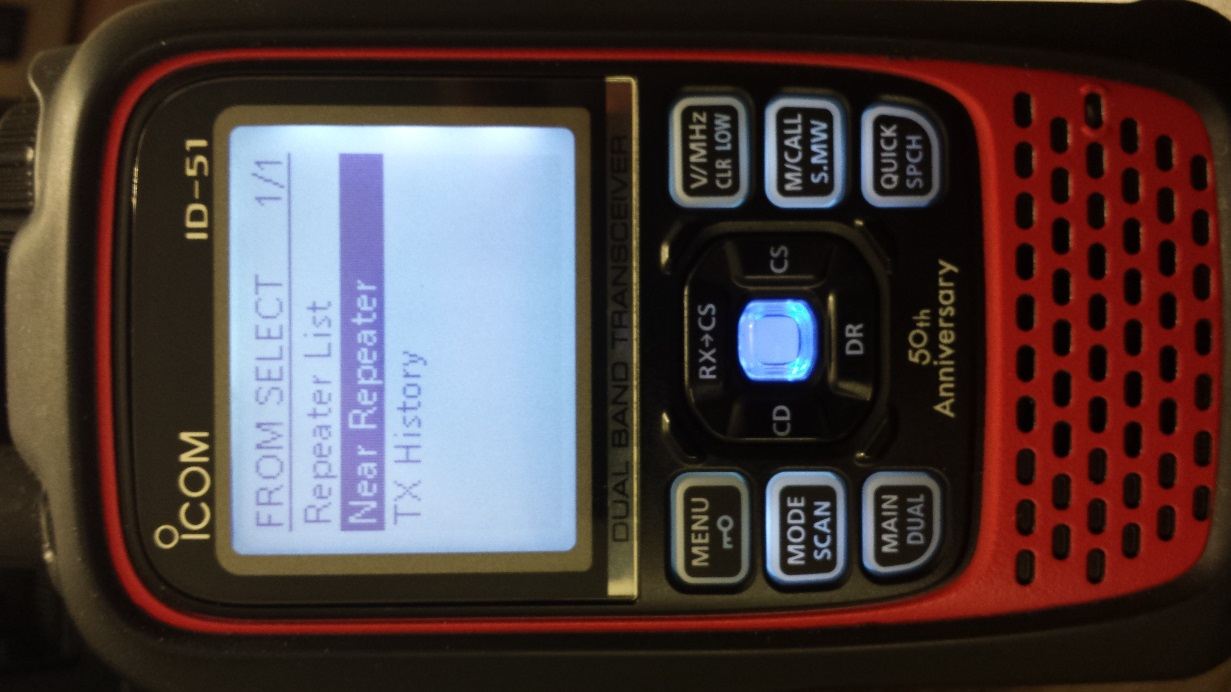 ICOM ID-51
FROM SELECT 1/1
Repeater List
Near Repeater
TX History
DUAL BAND TRANSCEIVER
MENU
RX→CS
V/MHz
CLR LOW
MODE
SCAN
CD
CS
M/CALL
S.MW
MAIN
DUAL
DR
QUICK
SPCH
50th
Anniversary